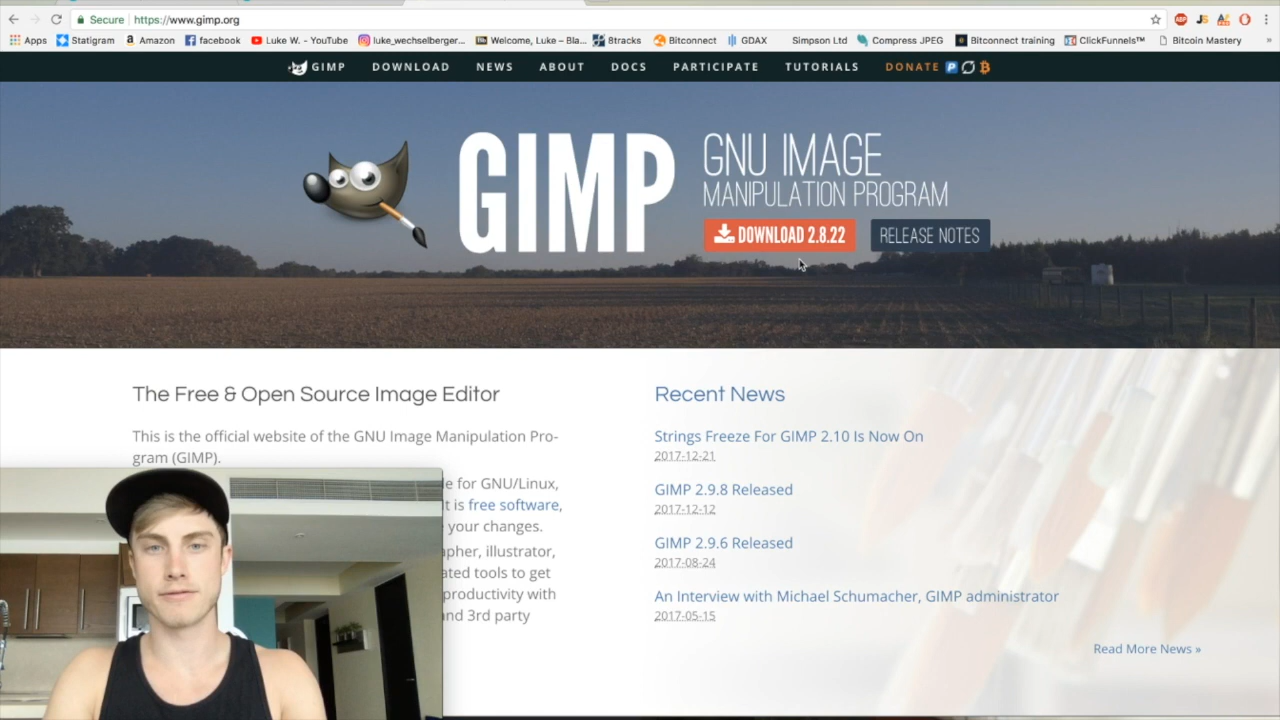 Secure | https://www.gimp.org
ABP JS
Apps Statigram Amazon facebook Luke W. - YouTube luke_wechselberger... Welcome, Luke – Bla... 8tracks Bitconnect GDAX Simpson Ltd Compress JPEG Bitconnect training ClickFunnels™ Bitcoin Mastery »
GIMP DOWNLOAD NEWS ABOUT DOCS PARTICIPATE TUTORIALS DONATE
GIMP
GNU IMAGE
MANIPULATION PROGRAM
DOWNLOAD 2.8.22 RELEASE NOTES
The Free & Open Source Image Editor
This is the official website of the GNU Image Manipulation Pro-
gram (GIMP).
le for GNU/Linux,
it is free software,
your changes.
apher, illustrator,
ated tools to get
productivity with
and 3rd party
Recent News
Strings Freeze For GIMP 2.10 Is Now On
2017-12-21
GIMP 2.9.8 Released
2017-12-12
GIMP 2.9.6 Released
2017-08-24
An Interview with Michael Schumacher, GIMP administrator
2017-05-15
Read More News »